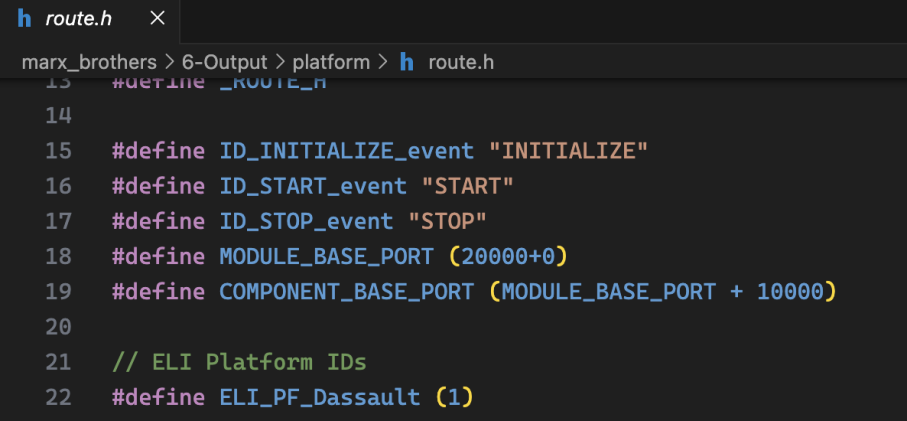 h route.h ×
marx_brothers > 6-Output > platform > h route.h
13 #define _ROUTE_H
14
15 #define ID_INITIALIZE_event "INITIALIZE"
16 #define ID_START_event "START"
17 #define ID_STOP_event "STOP"
18 #define MODULE_BASE_PORT (20000+0)
19 #define COMPONENT_BASE_PORT (MODULE_BASE_PORT + 10000)
20
21 // ELI Platform IDs
22 #define ELI_PF_Dassault (1)